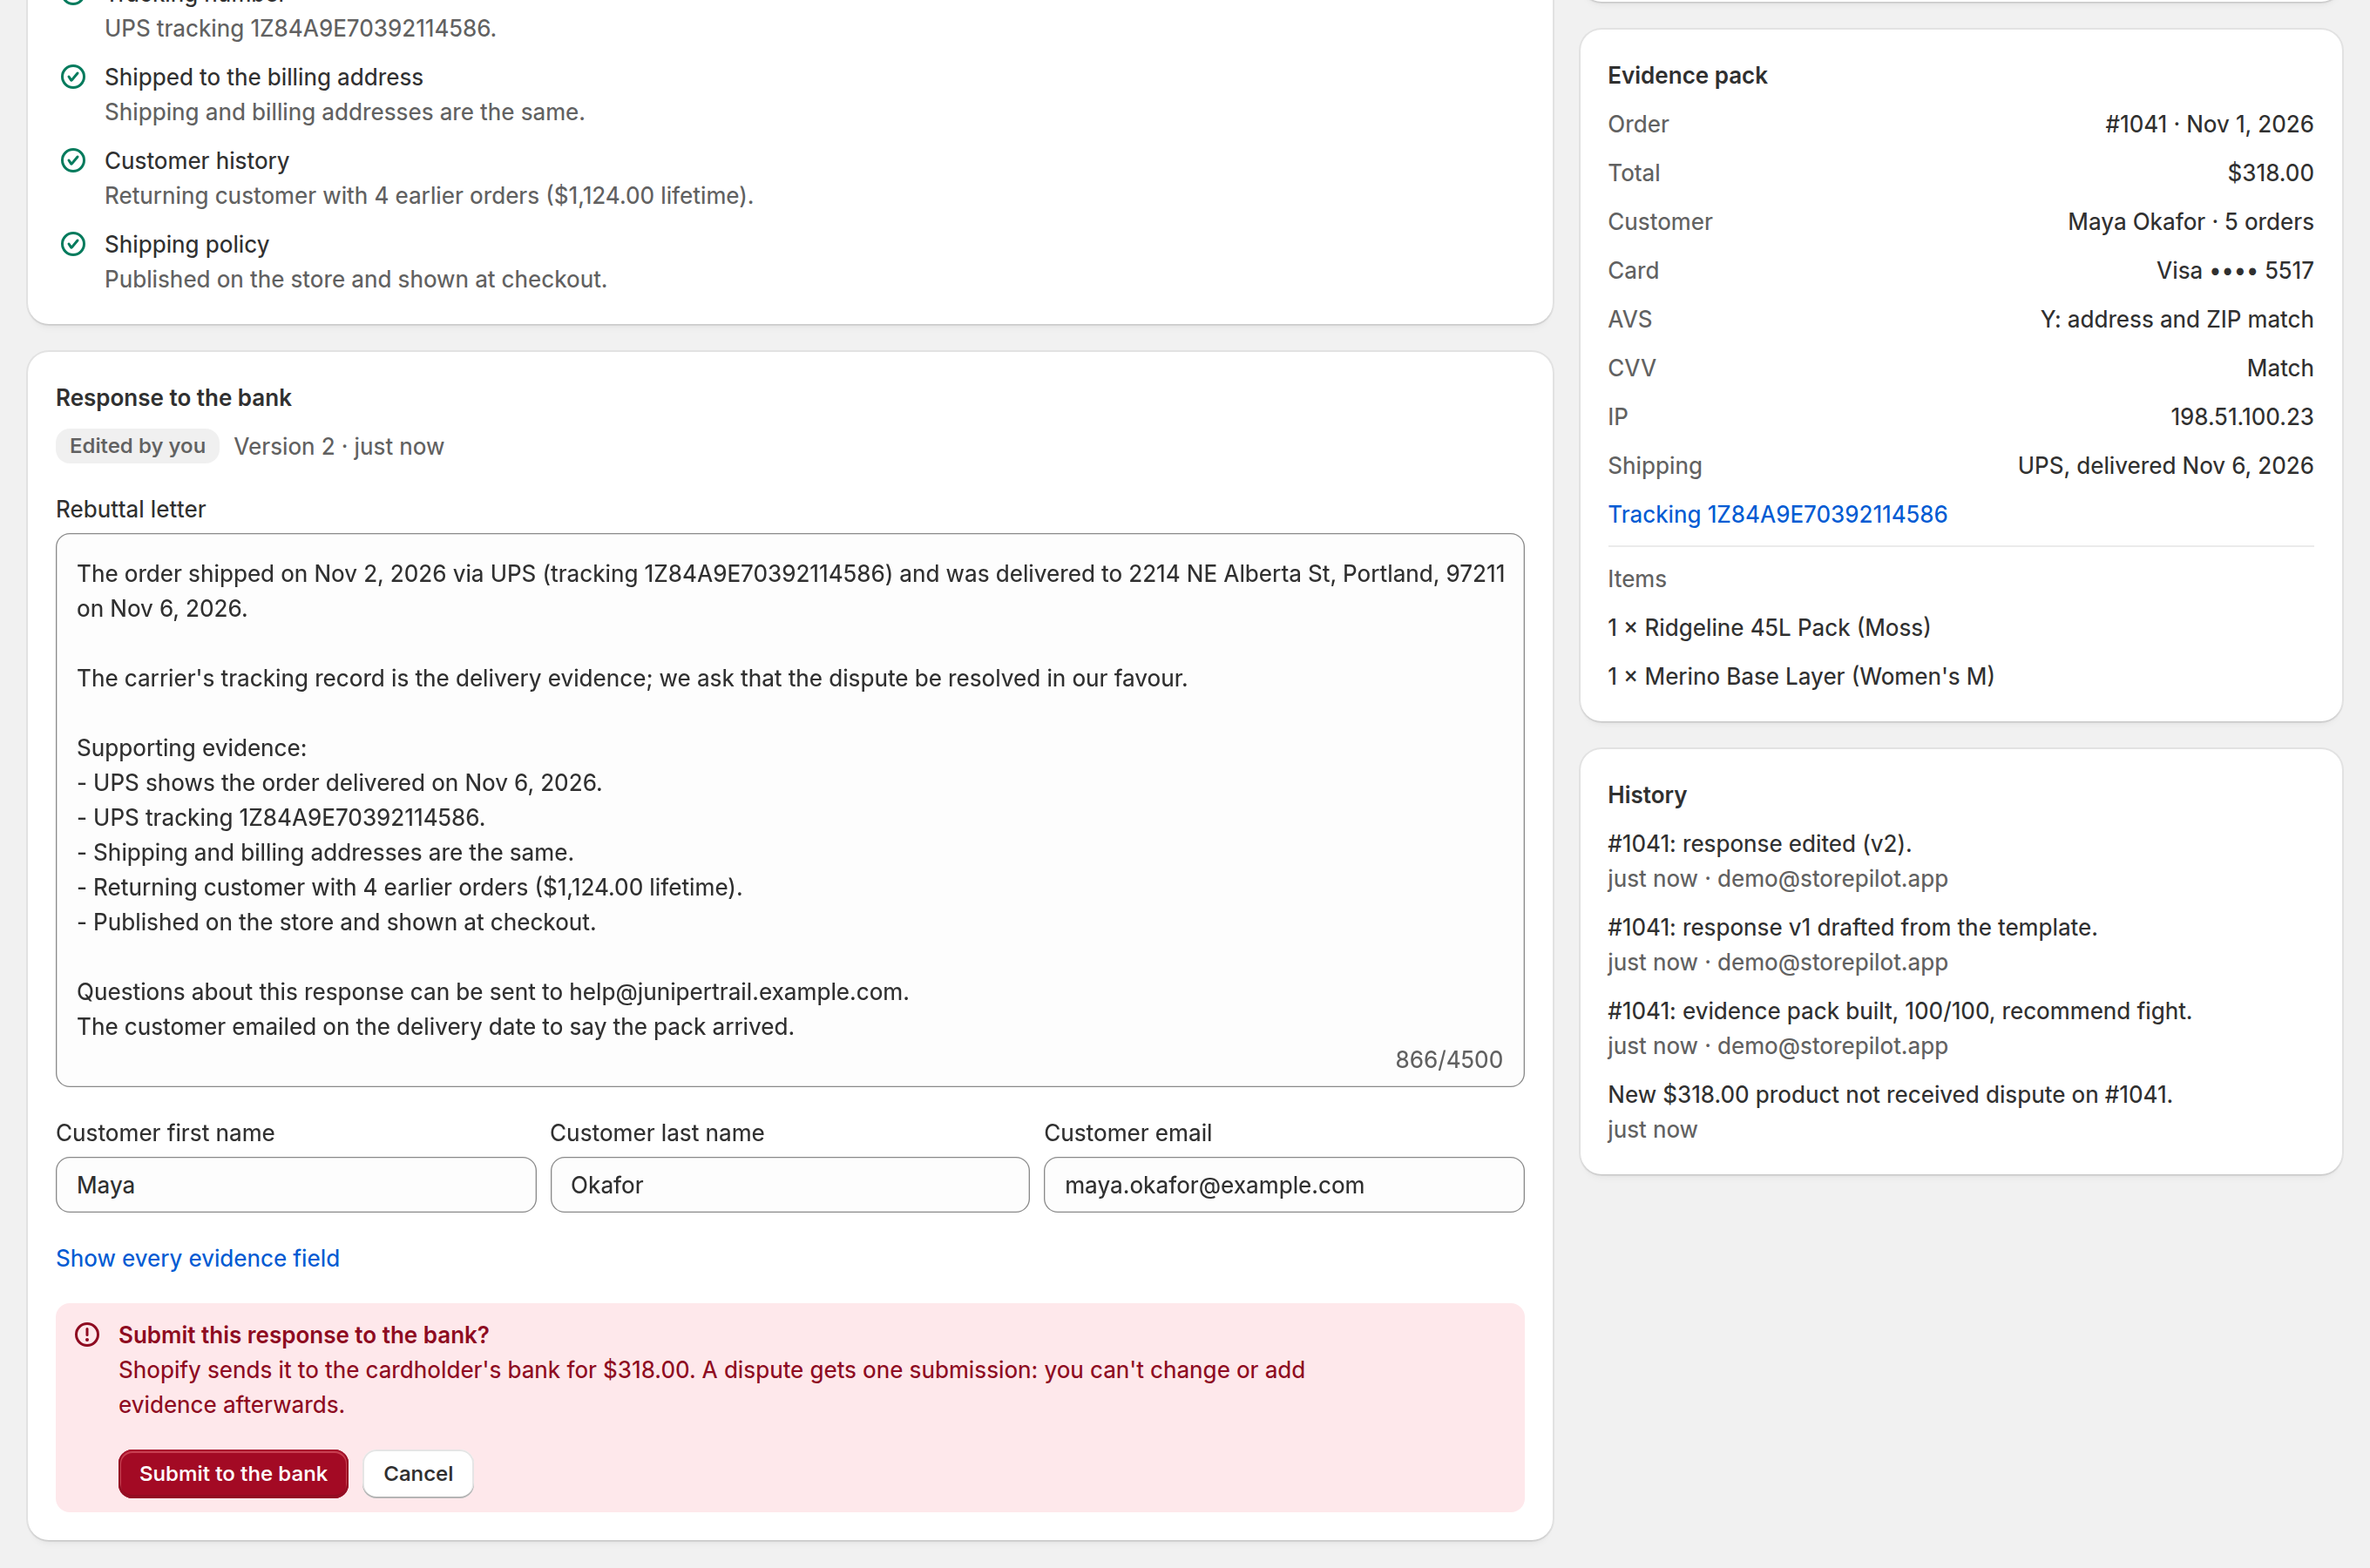 UPS tracking 1Z84A9E70392114586.
Shipped to the billing address
Shipping and billing addresses are the same.
Customer history
Returning customer with 4 earlier orders ($1,124.00 lifetime).
Shipping policy
Published on the store and shown at checkout.
Response to the bank
Edited by you Version 2 · just now
Rebuttal letter
The order shipped on Nov 2, 2026 via UPS (tracking 1Z84A9E70392114586) and was delivered to 2214 NE Alberta St, Portland, 97211
on Nov 6, 2026.
The carrier's tracking record is the delivery evidence; we ask that the dispute be resolved in our favour.
Supporting evidence:
- UPS shows the order delivered on Nov 6, 2026.
- UPS tracking 1Z84A9E70392114586.
- Shipping and billing addresses are the same.
- Returning customer with 4 earlier orders ($1,124.00 lifetime).
- Published on the store and shown at checkout.
Questions about this response can be sent to help@junipertrail.example.com.
The customer emailed on the delivery date to say the pack arrived.
866/4500
Customer first name
Maya
Customer last name
Okafor
Customer email
maya.okafor@example.com
Show every evidence field
Submit this response to the bank?
Shopify sends it to the cardholder's bank for $318.00. A dispute gets one submission: you can't change or add
evidence afterwards.
Submit to the bank
Cancel
Evidence pack
Order #1041 · Nov 1, 2026
Total $318.00
Customer Maya Okafor · 5 orders
Card Visa •••• 5517
AVS Y: address and ZIP match
CVV Match
IP 198.51.100.23
Shipping UPS, delivered Nov 6, 2026
Tracking 1Z84A9E70392114586
Items
1 × Ridgeline 45L Pack (Moss)
1 × Merino Base Layer (Women's M)
History
#1041: response edited (v2).
just now · demo@storepilot.app
#1041: response v1 drafted from the template.
just now · demo@storepilot.app
#1041: evidence pack built, 100/100, recommend fight.
just now · demo@storepilot.app
New $318.00 product not received dispute on #1041.
just now